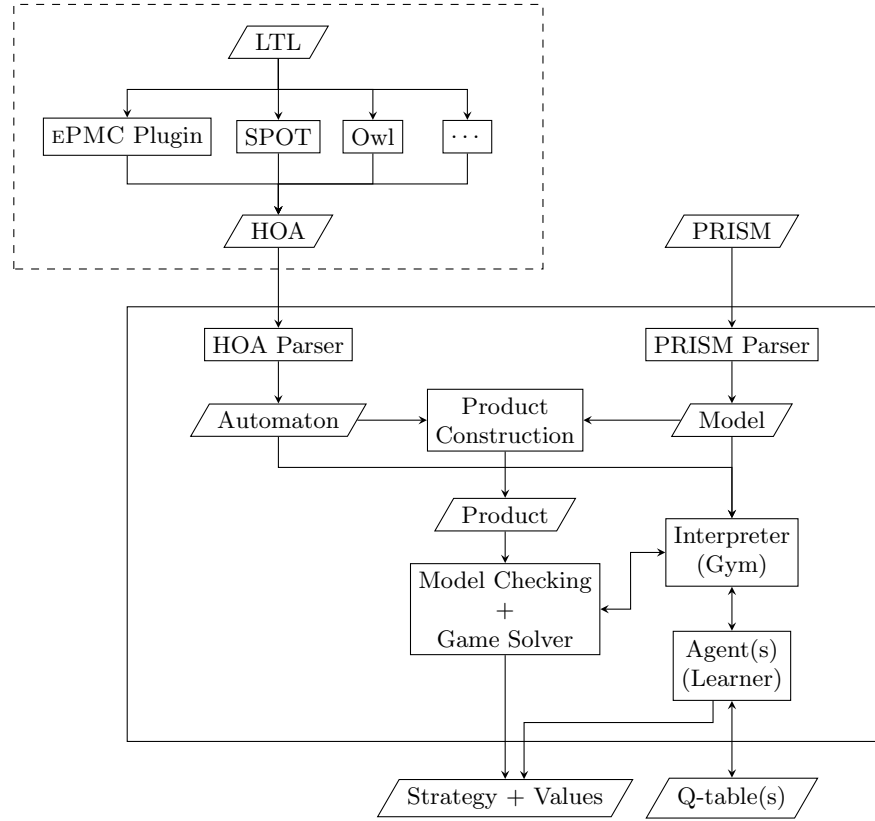 LTL
ePMC Plugin
SPOT
Owl
···
HOA
PRISM
HOA Parser
PRISM Parser
Automaton
Product
Construction
Model
Product
Interpreter
(Gym)
Model Checking
+
Game Solver
Agent(s)
(Learner)
Strategy + Values
Q-table(s)